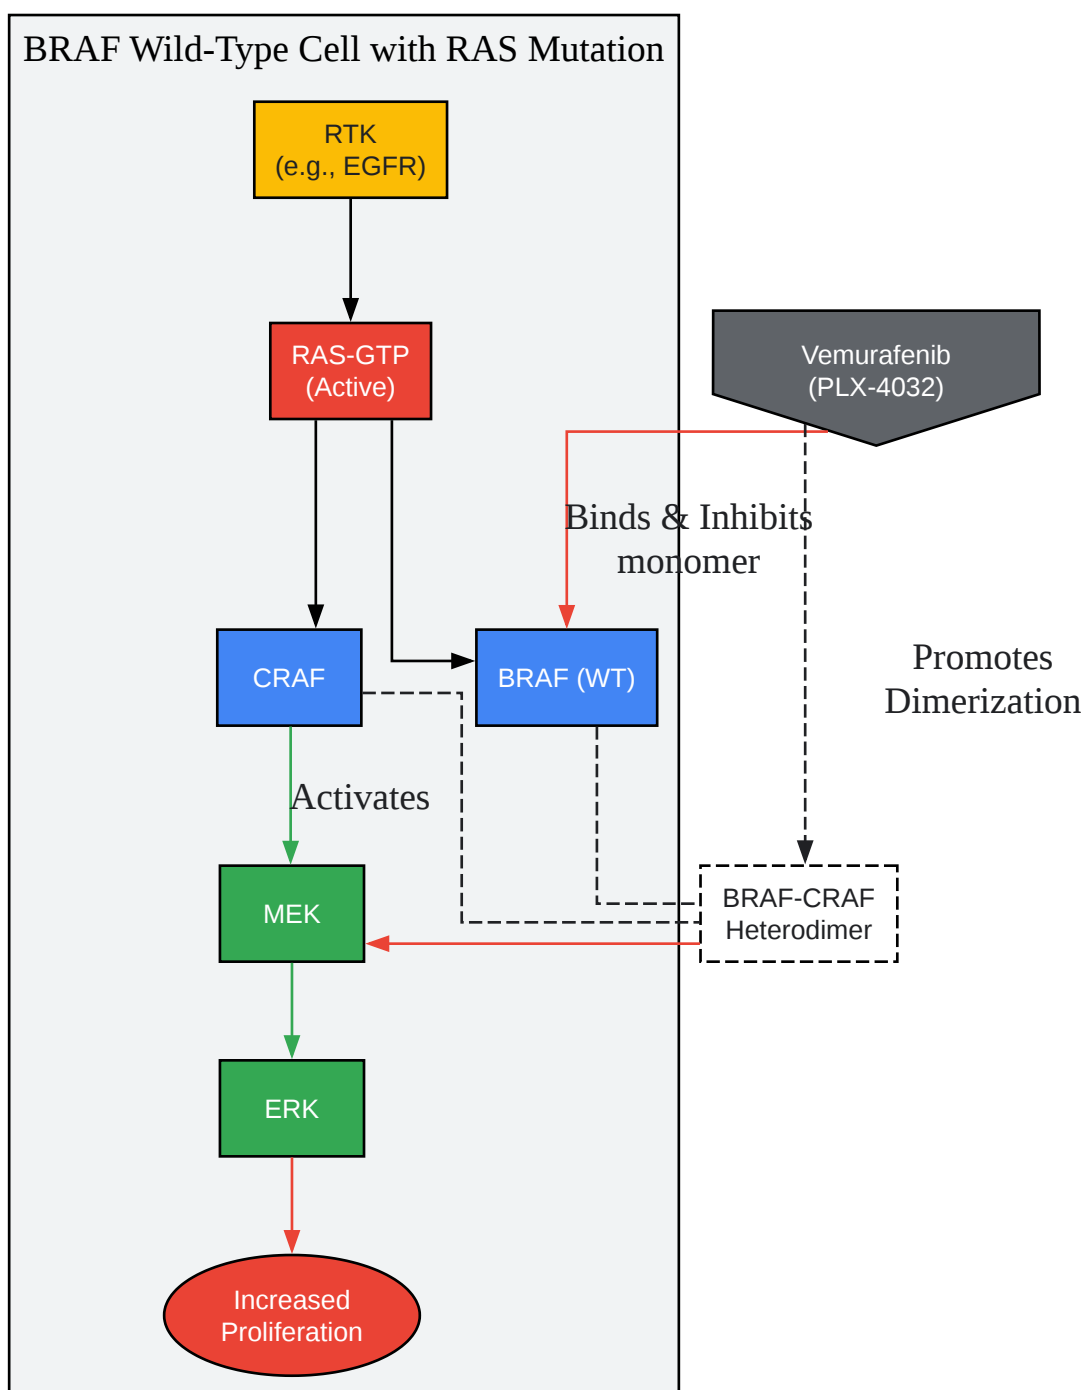 BRAF Wild-Type Cell with RAS Mutation
RTK
(e.g., EGFR)
RAS-GTP
(Active)
Vemurafenib
(PLX-4032)
Binds & Inhibits
monomer
CRAF
BRAF (WT)
Promotes
Dimerization
Activates
MEK
BRAF-CRAF
Heterodimer
ERK
Increased
Proliferation